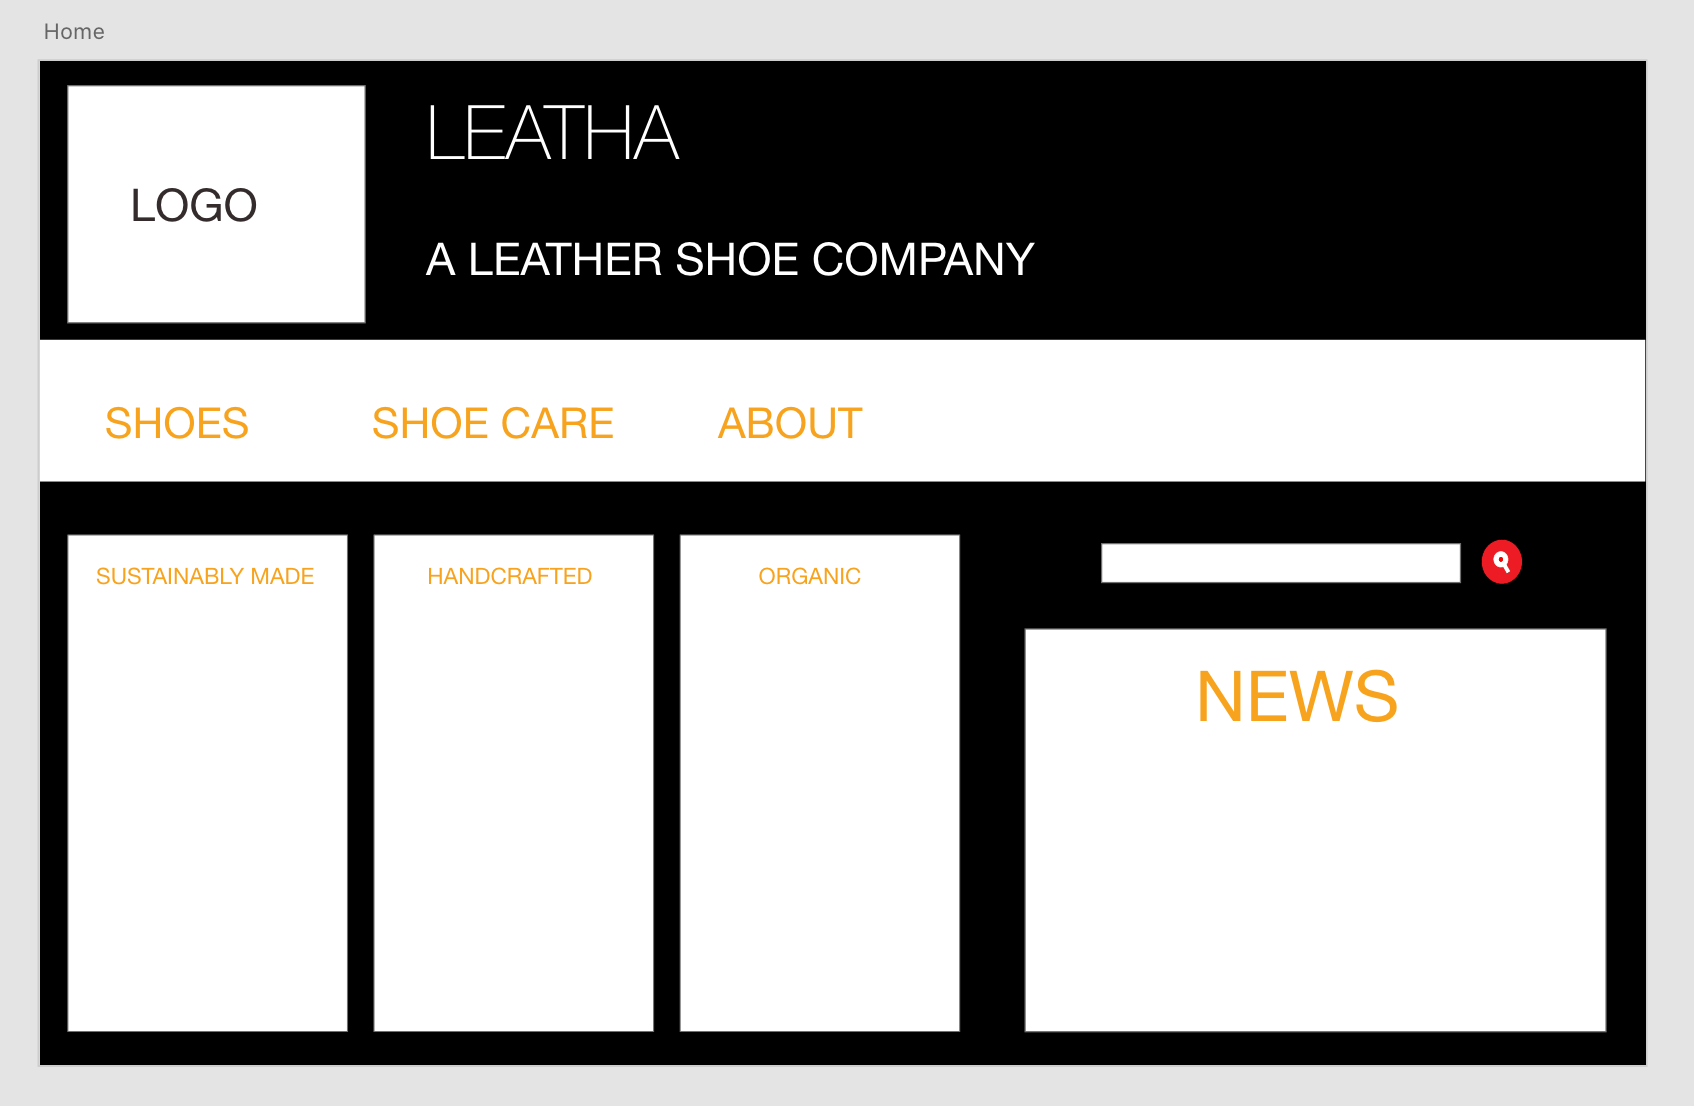 Home
LOGO
LEATHA
A LEATHER SHOE COMPANY
SHOES
SHOE CARE
ABOUT
SUSTAINABLY MADE
HANDCRAFTED
ORGANIC
NEWS